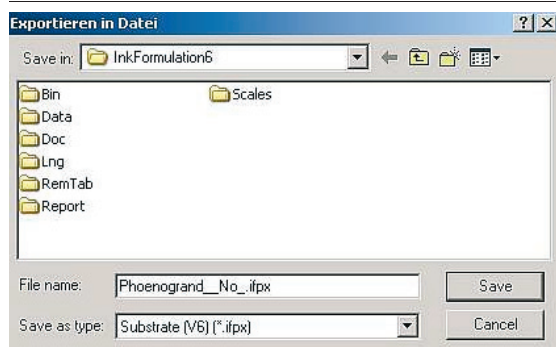 Exportieren in Datei
Save in: InkFormulation6
Bin
Data
Doc
Lng
RemTab
Report
Scales
File name: Phoenogrand__No_.ifpx Save
Save as type: Substrate (V6) (*.ifpx) Cancel